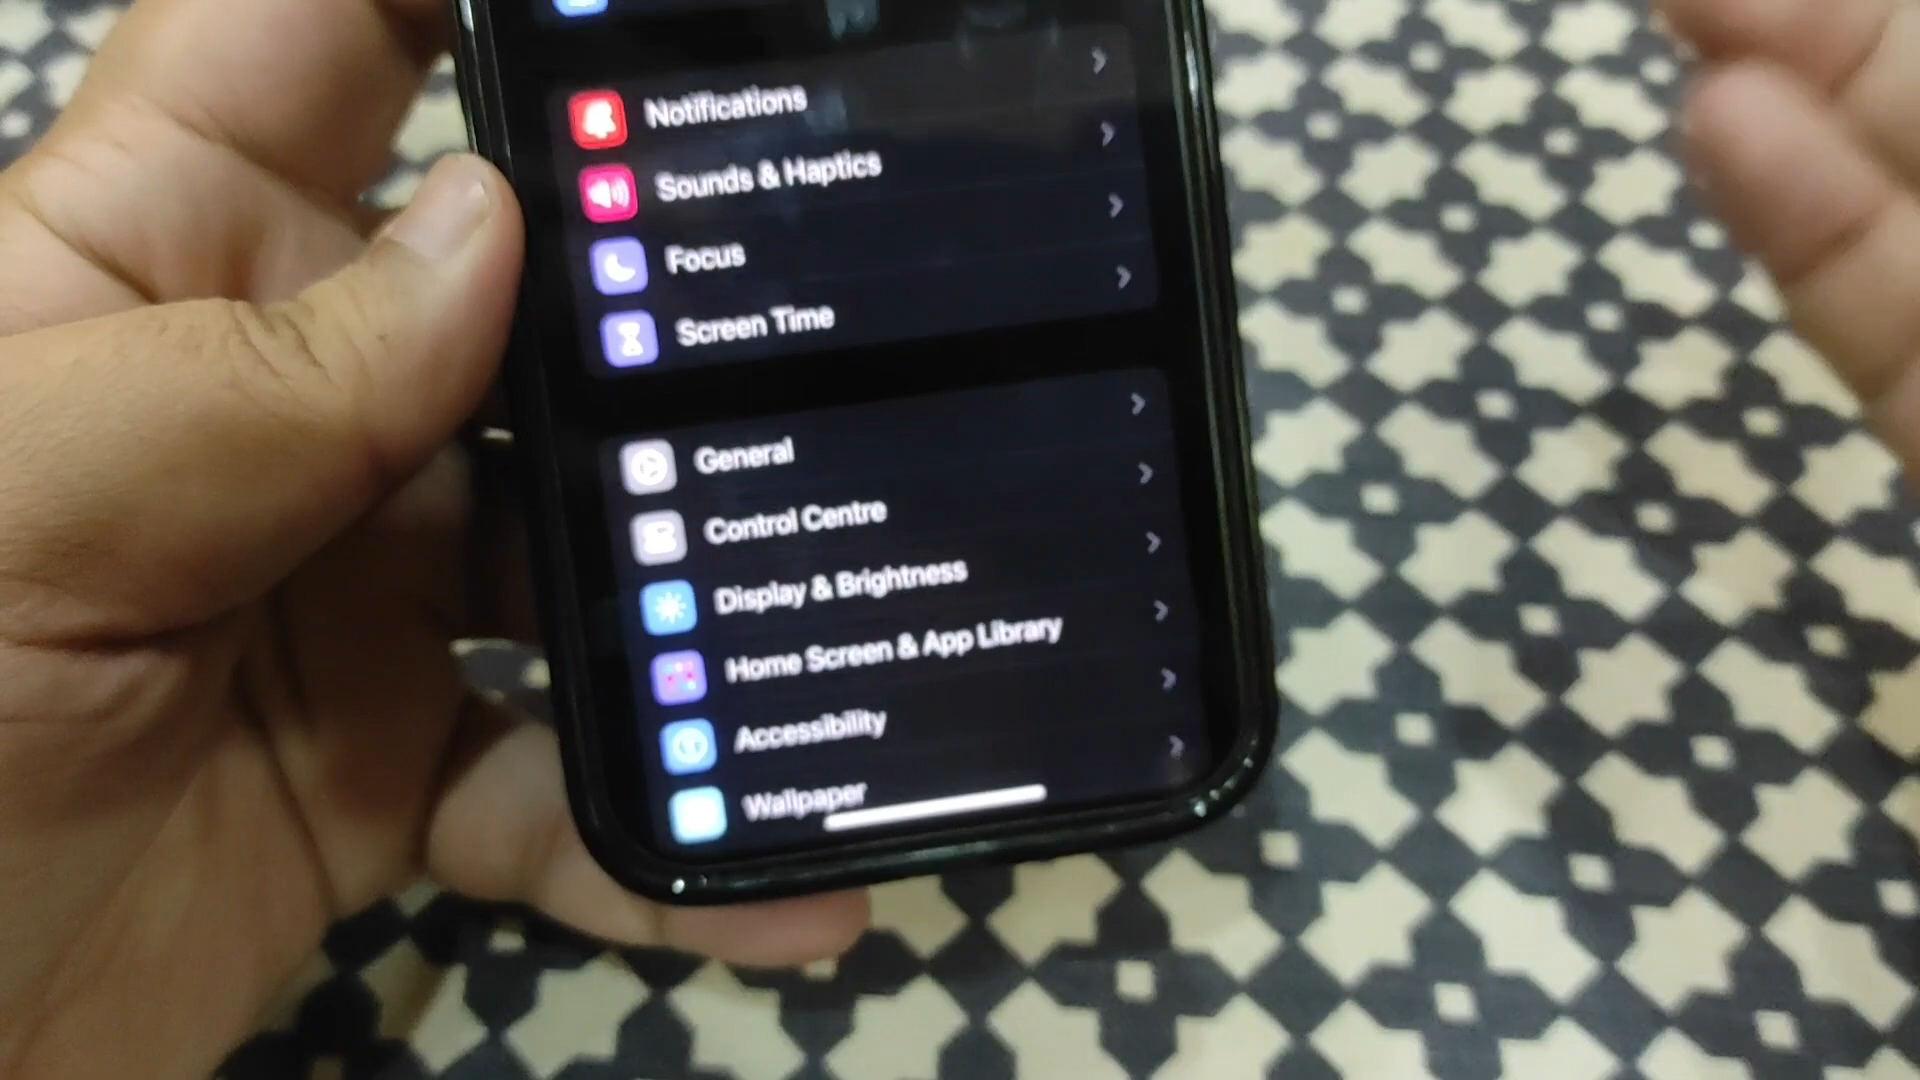 Notifications
Sounds & Haptics
Focus
Screen Time
General
Control Centre
Display & Brightness
Home Screen & App Library
Accessibility
Wallpaper